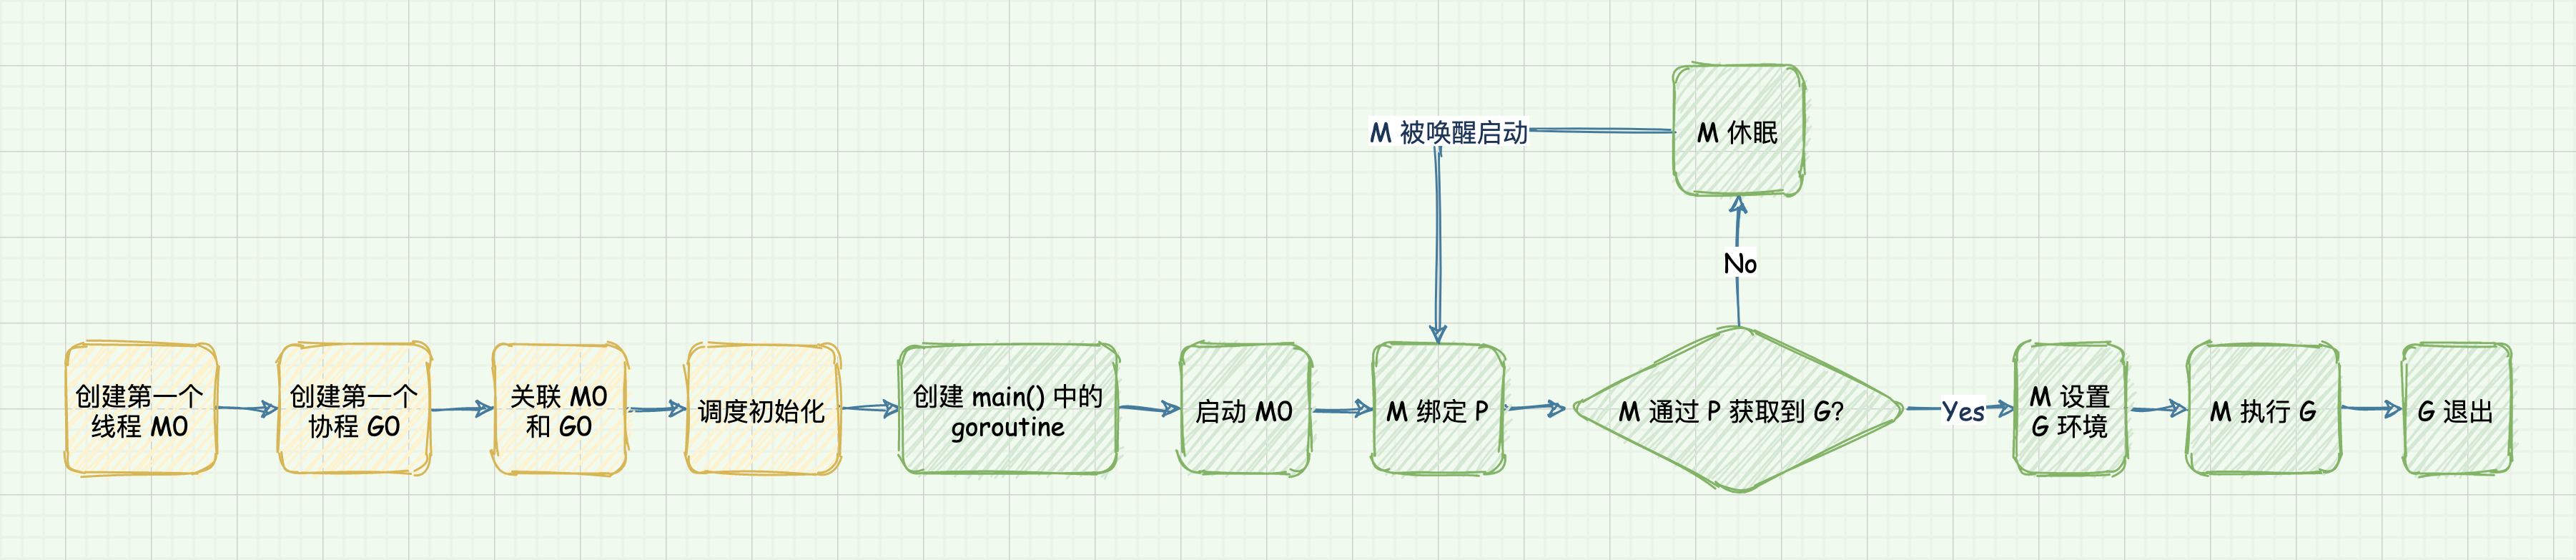 M 休眠
M 被唤醒启动
No
创建第一个
线程 M0
创建第一个
协程 G0
关联 M0
和 G0
调度初始化
创建 main() 中的
goroutine
启动 M0
M 绑定 P
M 通过 P 获取到 G?
Yes
M 设置
G 环境
M 执行 G
G 退出